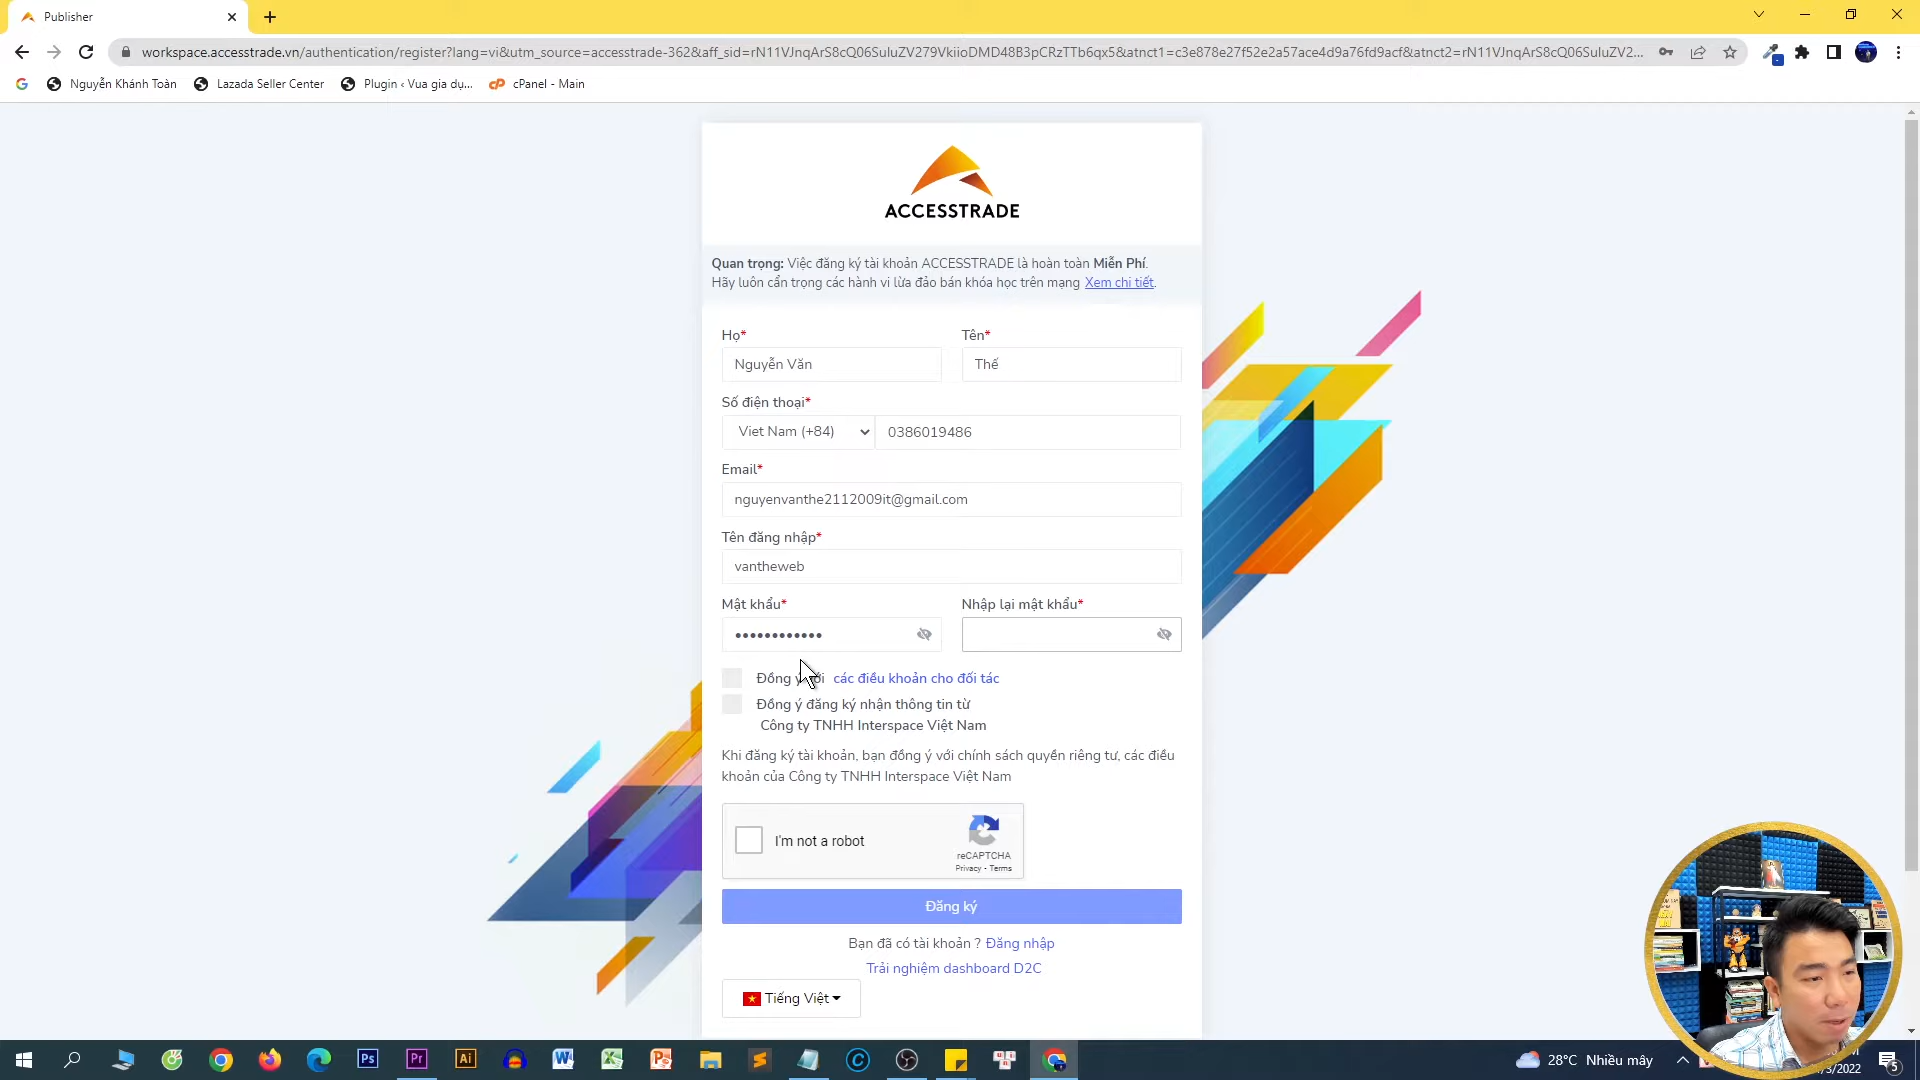 Publisher
workspace.accesstrade.vn/authentication/register?lang=vi&utm_source=accesstrade-362&aff_sid=rN11VJnqArS8cQ06SuluZV279VkiioDMD48B3pCRzTTb6qx5&atnct1=c3e878e27f52e2a57ace4d9a76fd9acf&atnct2=rN11VJnqArS8cQ06SuluZV2...
Nguyễn Khánh Toàn
Lazada Seller Center
Plugin ‹ Vua gia dụ...
cPanel - Main
ACCESSTRADE
Quan trọng: Việc đăng ký tài khoản ACCESSTRADE là hoàn toàn Miễn Phí.
Hãy luôn cẩn trọng các hành vi lừa đảo bán khóa học trên mạng Xem chi tiết.
Họ* Tên*
Nguyễn Văn Thế
Số điện thoại*
Viet Nam (+84) 0386019486
Email*
nguyenvanthe2112009it@gmail.com
Tên đăng nhập*
vantheweb
Mật khẩu* Nhập lại mật khẩu*
••••••••••••
Đồng ý với các điều khoản cho đối tác
Đồng ý đăng ký nhận thông tin từ
Công ty TNHH Interspace Việt Nam
Khi đăng ký tài khoản, bạn đồng ý với chính sách quyền riêng tư, các điều
khoản của Công ty TNHH Interspace Việt Nam
I'm not a robot
reCAPTCHA
Privacy - Terms
Đăng ký
Bạn đã có tài khoản ? Đăng nhập
Trải nghiệm dashboard D2C
Tiếng Việt
28°C Nhiều mây
/3/2022
5